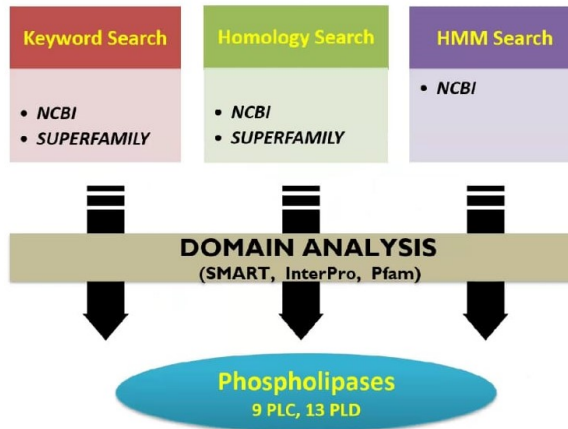 Keyword Search
• NCBI
• SUPERFAMILY
Homology Search
• NCBI
• SUPERFAMILY
HMM Search
• NCBI
DOMAIN ANALYSIS
(SMART, InterPro, Pfam)
Phospholipases
9 PLC, 13 PLD